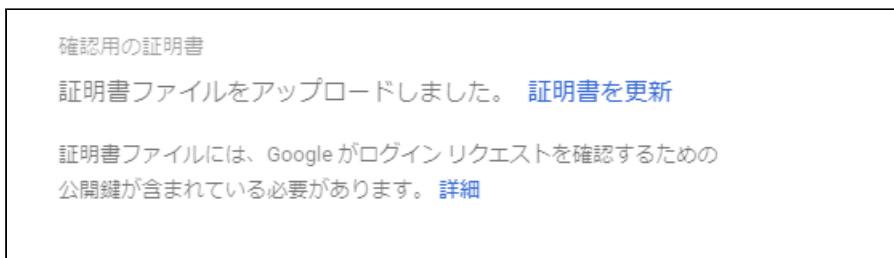 確認用の証明書
証明書ファイルをアップロードしました。 証明書を更新
証明書ファイルには、Google がログイン リクエストを確認するための
公開鍵が含まれている必要があります。 詳細